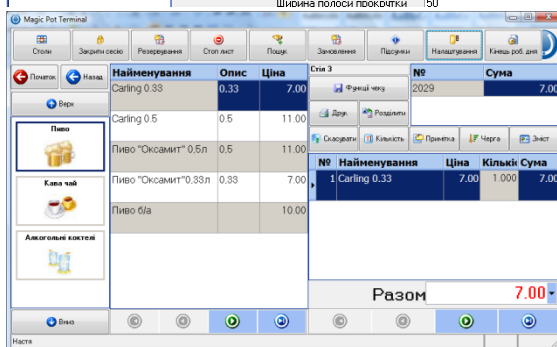 Ширина полоси прокрутки 50
Magic Pot Terminal
Столи Закрити сесію Резервування Стоп лист Пошук Замовлення Підсумки Налаштування Кінець роб. дня
Початок Назад
Вверх
Пиво
Кава чай
Алкогольні коктелі
Вниз
Найменування Опис Ціна
Carling 0.33 0.33 7.00
Carling 0.5 0.5 11.00
Пиво "Оксамит" 0,5л 0,5 11.00
Пиво "Оксамит"0,33л 0,33 7.00
Пиво б/а 10.00
Стіл 3
Функції чеку
Друк Розділити
№ Сума
2029 7.00
Скасувати Кількість Примітка Черга Зміст
№ Найменування Ціна Кількі Сума
1 Carling 0.33 7.00 1.000 7.00
Разом 7.00
Настя